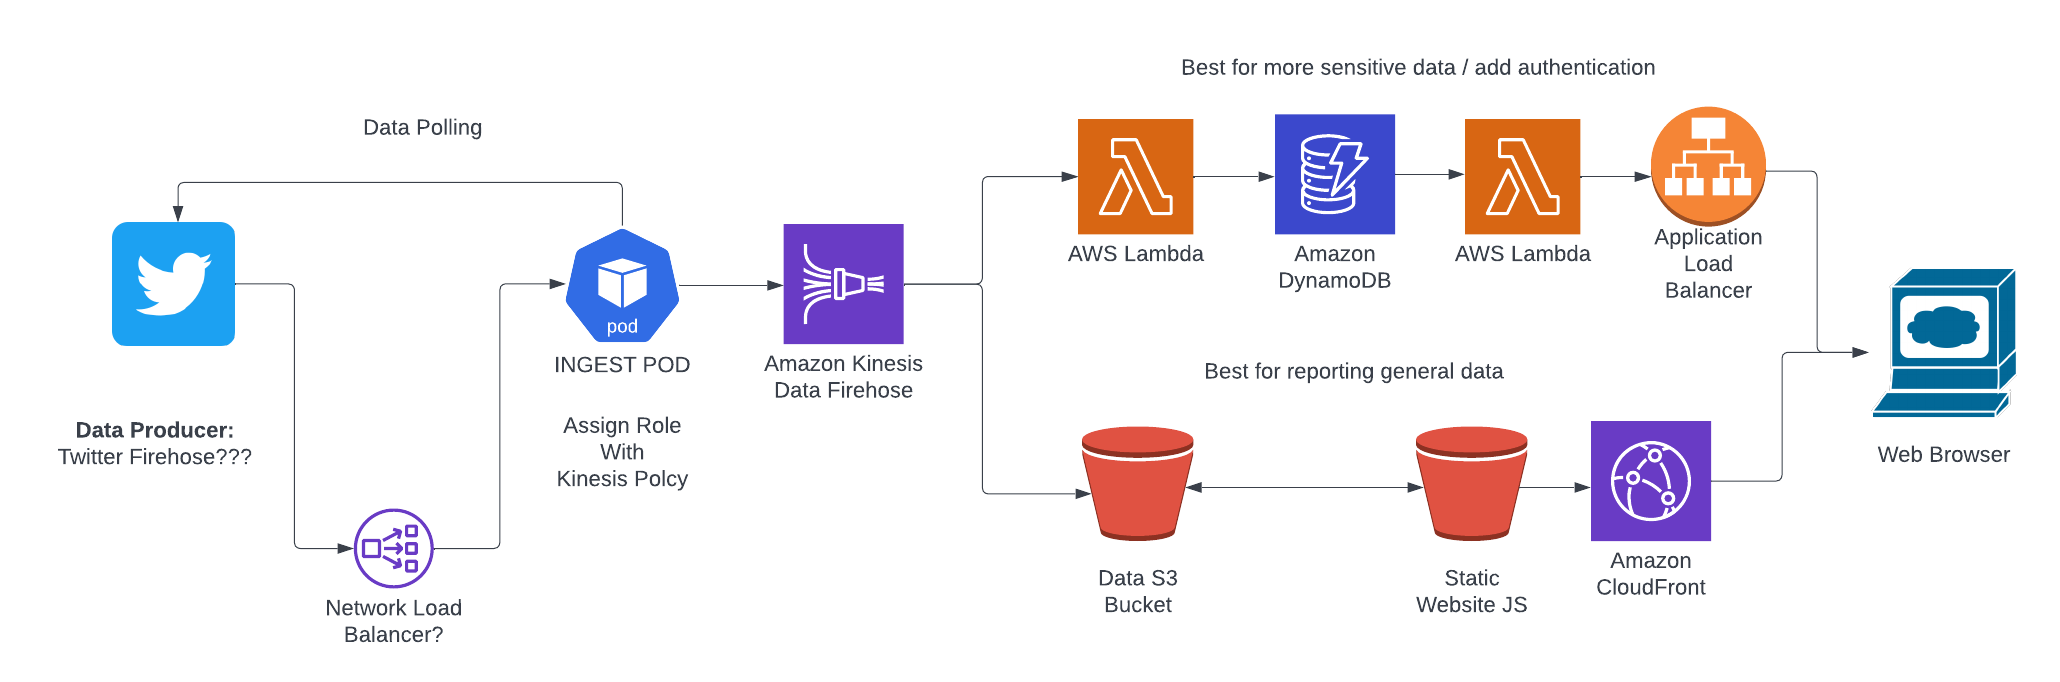 Best for more sensitive data / add authentication
Data Polling
AWS Lambda
Amazon
DynamoDB
AWS Lambda
Application
Load
Balancer
pod
INGEST POD
Amazon Kinesis
Data Firehose
Assign Role
With
Kinesis Polcy
Data Producer:
Twitter Firehose???
Network Load
Balancer?
Best for reporting general data
Data S3
Bucket
Static
Website JS
Amazon
CloudFront
Web Browser